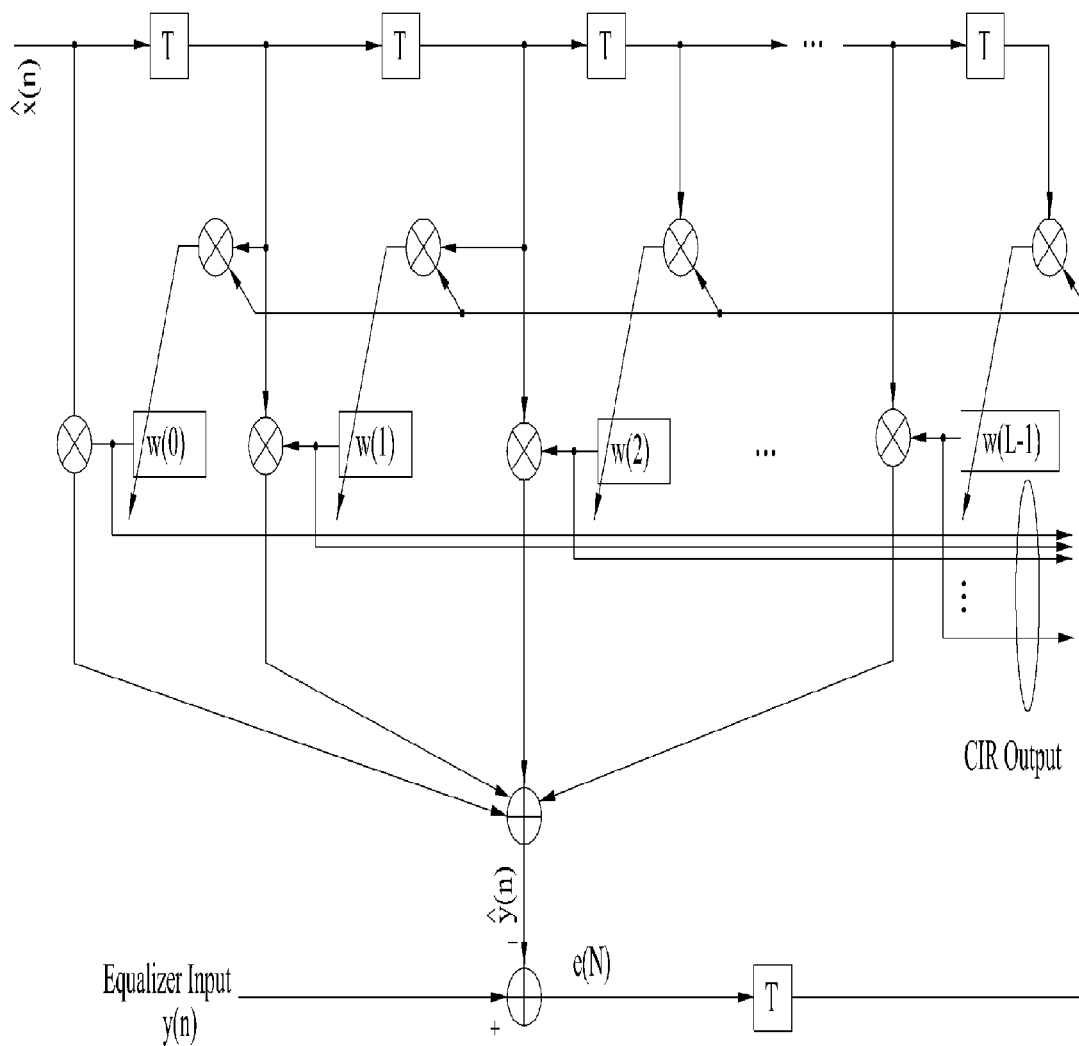 T T T ... T
x̂(n)
w(0) w(1) w(2) ... w(L-1)
...
CIR Output
ŷ(n)
−
e(N)
Equalizer Input
y(n)
+
T